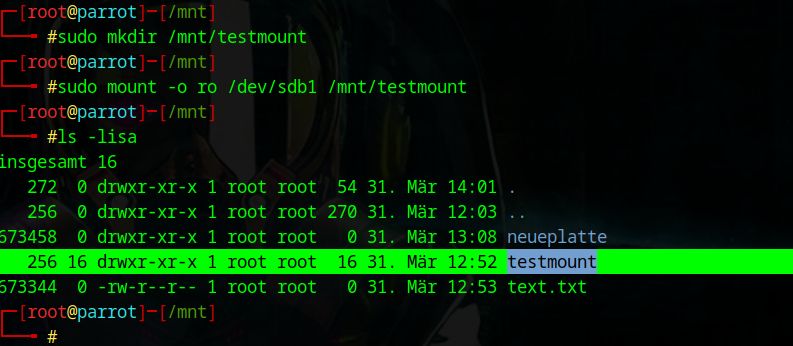 ┌─[root@parrot]─[/mnt]
└──╼ #sudo mkdir /mnt/testmount
┌─[root@parrot]─[/mnt]
└──╼ #sudo mount -o ro /dev/sdb1 /mnt/testmount
┌─[root@parrot]─[/mnt]
└──╼ #ls -lisa
insgesamt 16
   272  0 drwxr-xr-x 1 root root  54 31. Mär 14:01 .
   256  0 drwxr-xr-x 1 root root 270 31. Mär 12:03 ..
673458  0 drwxr-xr-x 1 root root   0 31. Mär 13:08 neueplatte
   256 16 drwxr-xr-x 1 root root  16 31. Mär 12:52 testmount
673344  0 -rw-r--r-- 1 root root   0 31. Mär 12:53 text.txt
┌─[root@parrot]─[/mnt]
└──╼ #